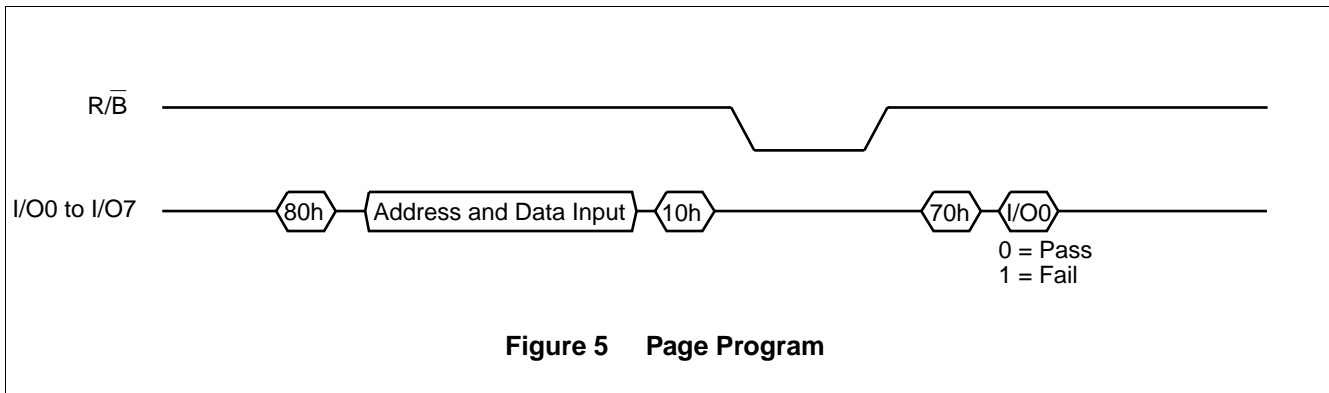 R/B̅
I/O0 to I/O7
80h
Address and Data Input
10h
70h
I/O0
0 = Pass
1 = Fail
Figure 5 Page Program